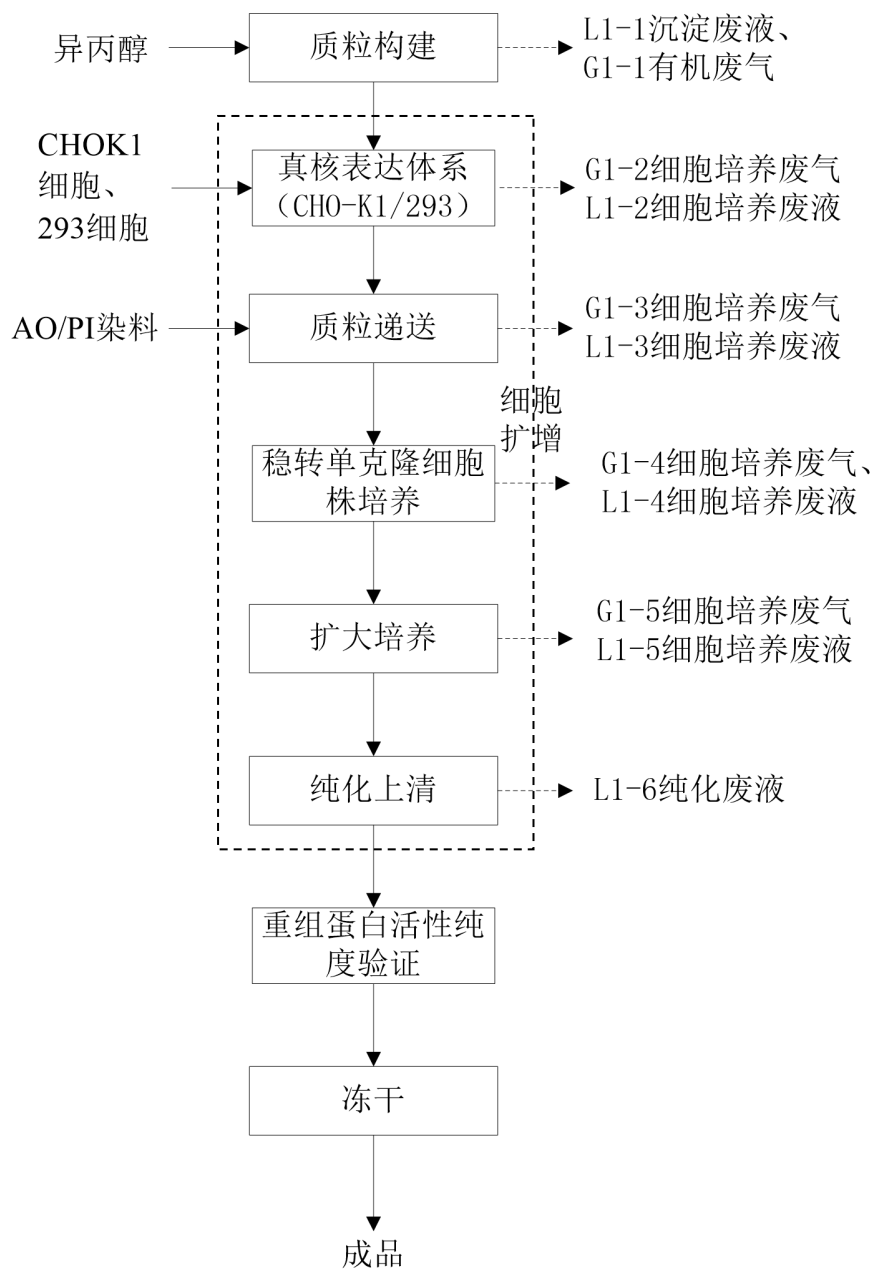 异丙醇
质粒构建
L1-1沉淀废液、
G1-1有机废气
CHOK1
细胞、
293细胞
真核表达体系
（CHO-K1/293）
G1-2细胞培养废气
L1-2细胞培养废液
AO/PI染料
质粒递送
G1-3细胞培养废气
L1-3细胞培养废液
细胞
扩增
稳转单克隆细胞
株培养
G1-4细胞培养废气、
L1-4细胞培养废液
扩大培养
G1-5细胞培养废气
L1-5细胞培养废液
纯化上清
L1-6纯化废液
重组蛋白活性纯
度验证
冻干
成品